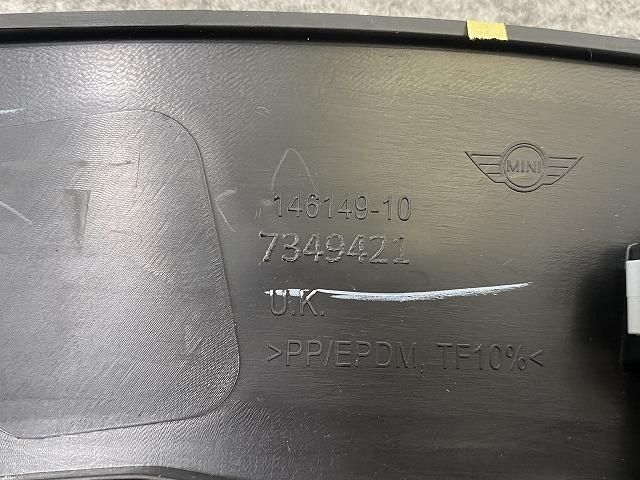 MINI
146149-10
7349421
U.K.
>PP/EPDM, TF10%<